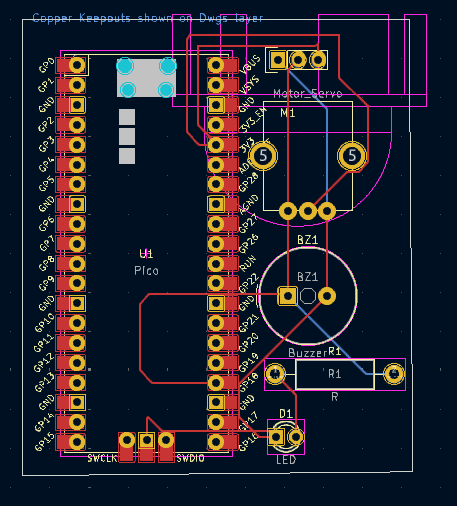 Copper Keepouts shown on Dwgs layer
GP0
GP1
GND
GP2
GP3
GP4
GP5
GND
GP6
GP7
GP8
GP9
GND
GP10
GP11
GP12
GP13
GND
GP14
GP15
U1
Pico
SWCLK
SWDIO
VBUS
VSYS
GND
3V3_EN
3V3
GP28
AGND
GP27
GP26
RUN
GP22
GND
GP21
GP20
GP19
GP18
GND
GP17
GP16
Motor_Servo
M1
5
5
BZ1
BZ1
Buzzer
R1
R1
R
D1
LED